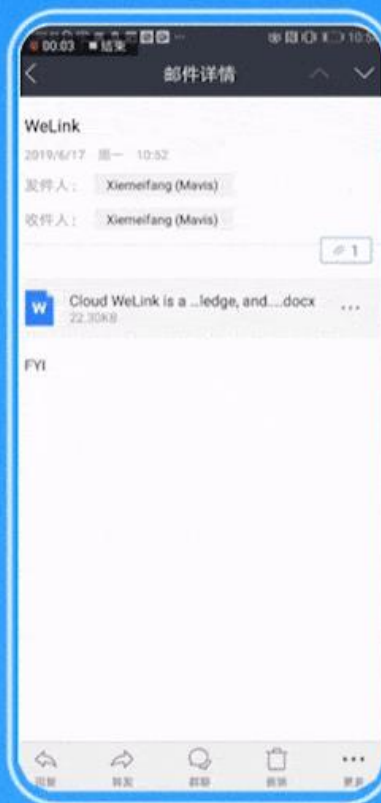 00:03 结束
邮件详情
WeLink
2019/6/17 周一 10:52
发件人: Xiemeifang (Mavis)
收件人: Xiemeifang (Mavis)
1
W Cloud WeLink is a ...ledge, and....docx
22.30KB
FYI
回复 转发 群聊 删除 更多